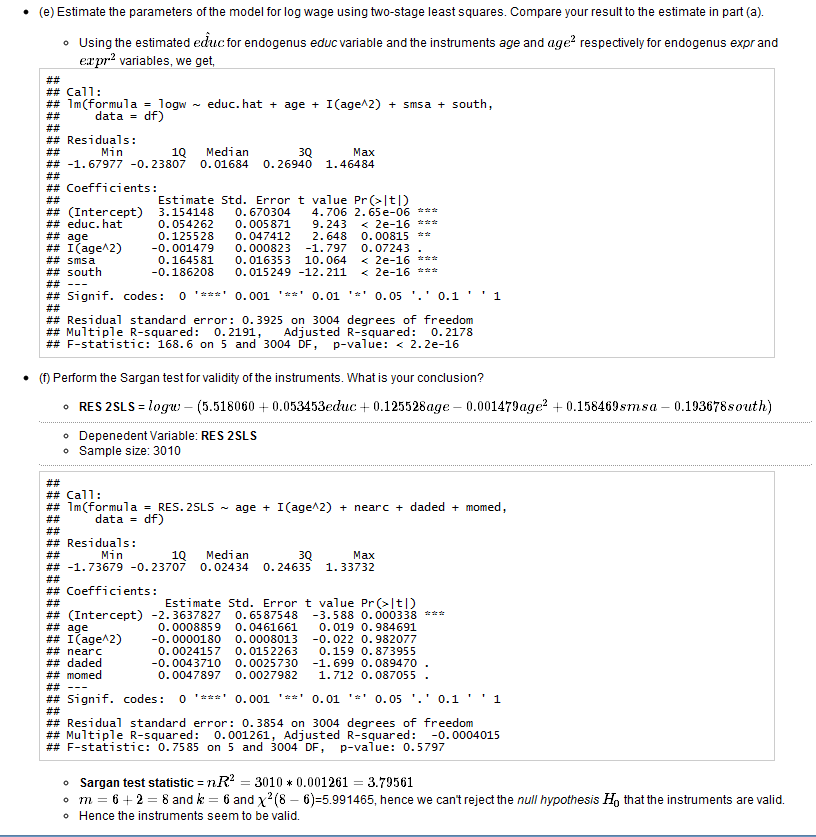 (e) Estimate the parameters of the model for log wage using two-stage least squares. Compare your result to the estimate in part (a).
Using the estimated eduĉ for endogenus educ variable and the instruments age and age² respectively for endogenus expr and
expr² variables, we get,
##
## Call:
## lm(formula = logw ~ educ.hat + age + I(age^2) + smsa + south,
##     data = df)
##
## Residuals:
##      Min       1Q   Median       3Q      Max
## -1.67977 -0.23807  0.01684  0.26940  1.46484
##
## Coefficients:
##              Estimate Std. Error t value Pr(>|t|)
## (Intercept)  3.154148   0.670304   4.706 2.65e-06 ***
## educ.hat     0.054262   0.005871   9.243  < 2e-16 ***
## age          0.125528   0.047412   2.648  0.00815 **
## I(age^2)    -0.001479   0.000823  -1.797  0.07243 .
## smsa         0.164581   0.016353  10.064  < 2e-16 ***
## south       -0.186208   0.015249 -12.211  < 2e-16 ***
## ---
## Signif. codes:  0 '***' 0.001 '**' 0.01 '*' 0.05 '.' 0.1 ' ' 1
##
## Residual standard error: 0.3925 on 3004 degrees of freedom
## Multiple R-squared:  0.2191,	Adjusted R-squared:  0.2178
## F-statistic: 168.6 on 5 and 3004 DF,  p-value: < 2.2e-16
(f) Perform the Sargan test for validity of the instruments. What is your conclusion?
RES 2SLS = logw − (5.518060 + 0.053453educ + 0.125528age − 0.001479age² + 0.158469smsa − 0.193678south)
Depenedent Variable: RES 2SLS
Sample size: 3010
##
## Call:
## lm(formula = RES.2SLS ~ age + I(age^2) + nearc + daded + momed,
##     data = df)
##
## Residuals:
##      Min       1Q   Median       3Q      Max
## -1.73679 -0.23707  0.02434  0.24635  1.33732
##
## Coefficients:
##               Estimate Std. Error t value Pr(>|t|)
## (Intercept) -2.3637827  0.6587548  -3.588 0.000338 ***
## age          0.0008859  0.0461661   0.019 0.984691
## I(age^2)    -0.0000180  0.0008013  -0.022 0.982077
## nearc        0.0024157  0.0152263   0.159 0.873955
## daded       -0.0043710  0.0025730  -1.699 0.089470 .
## momed        0.0047897  0.0027982   1.712 0.087055 .
## ---
## Signif. codes:  0 '***' 0.001 '**' 0.01 '*' 0.05 '.' 0.1 ' ' 1
##
## Residual standard error: 0.3854 on 3004 degrees of freedom
## Multiple R-squared:  0.001261,	Adjusted R-squared:  -0.0004015
## F-statistic: 0.7585 on 5 and 3004 DF,  p-value: 0.5797
Sargan test statistic = nR² = 3010 * 0.001261 = 3.79561
m = 6 + 2 = 8 and k = 6 and χ²(8 − 6)=5.991465, hence we can't reject the null hypothesis H₀ that the instruments are valid.
Hence the instruments seem to be valid.